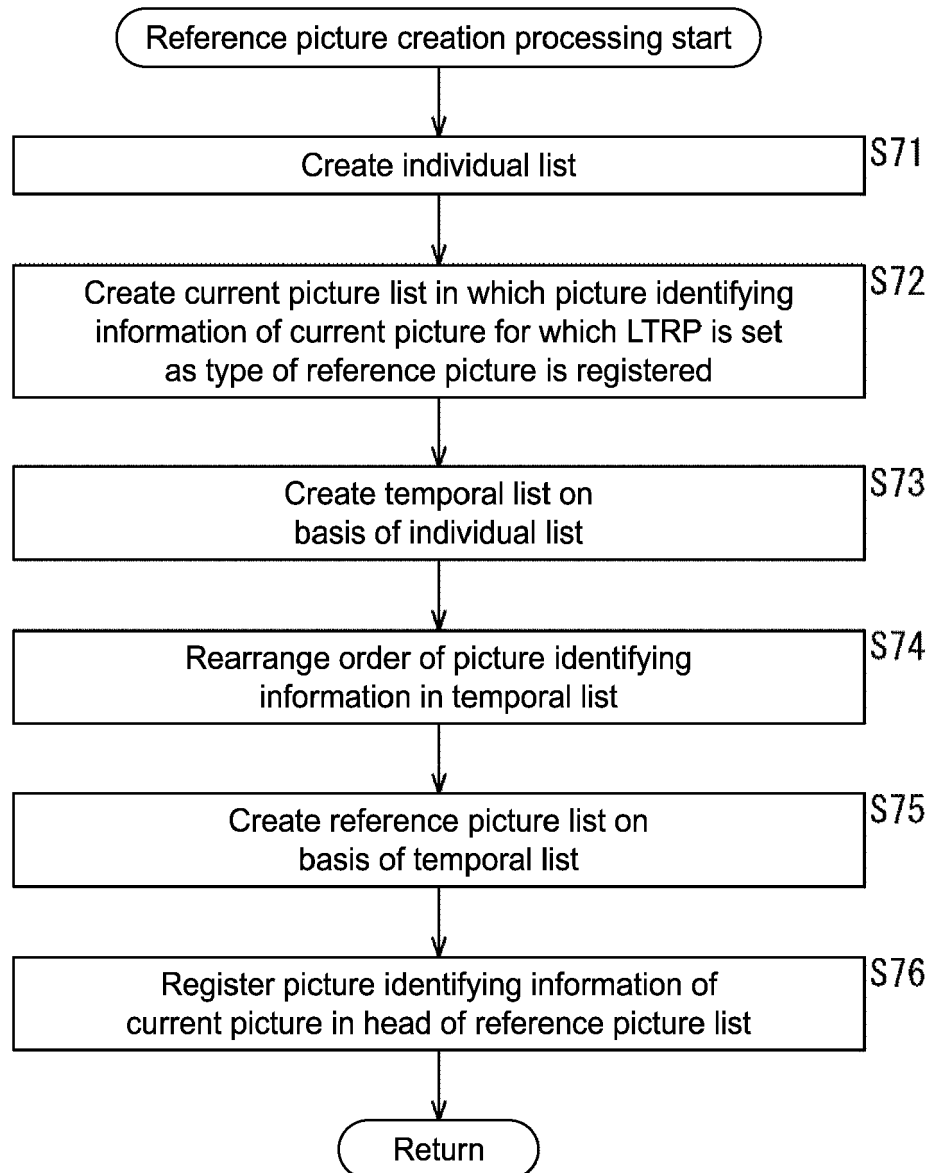 Reference picture creation processing start
S71
Create individual list
S72
Create current picture list in which picture identifying
information of current picture for which LTRP is set
as type of reference picture is registered
S73
Create temporal list on
basis of individual list
S74
Rearrange order of picture identifying
information in temporal list
S75
Create reference picture list on
basis of temporal list
S76
Register picture identifying information of
current picture in head of reference picture list
Return